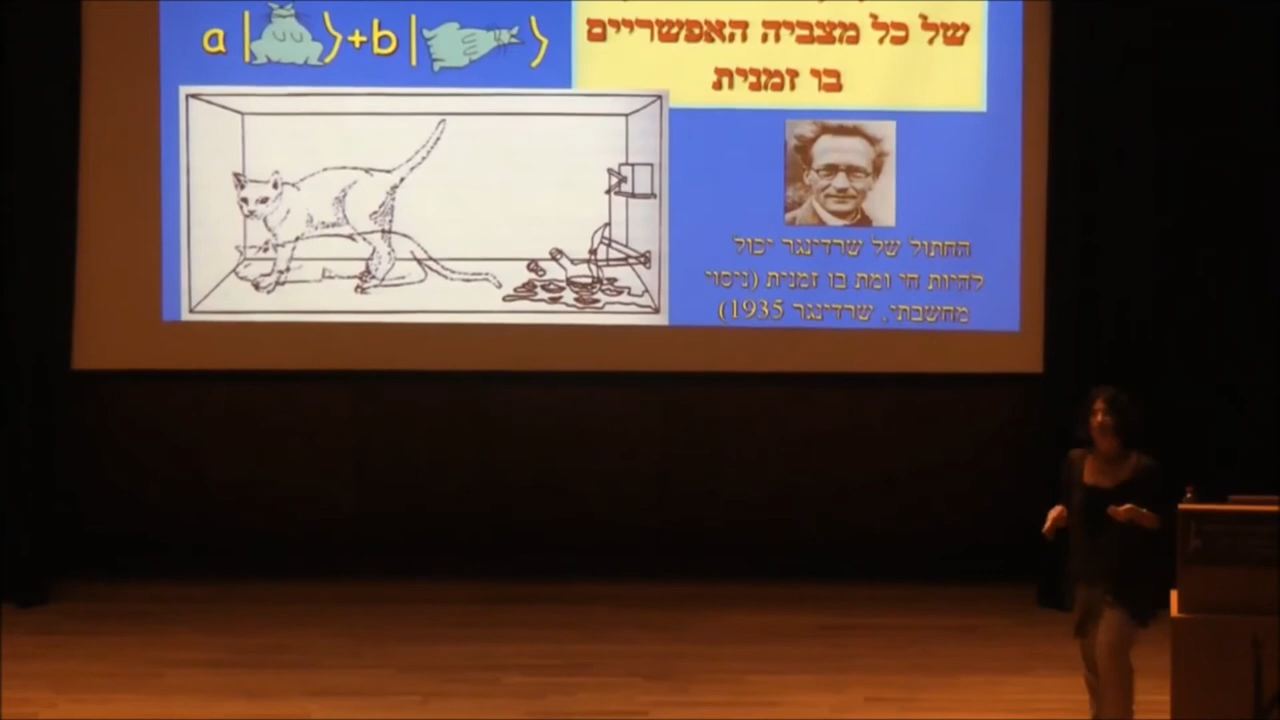 a | ⟩+b | ⟩
של כל מצביה האפשריים
בו זמנית
החתול של שרדינגר יכול
להיות חי ומת בו זמנית (ניסוי
מחשבתי, שרדינגר 1935)